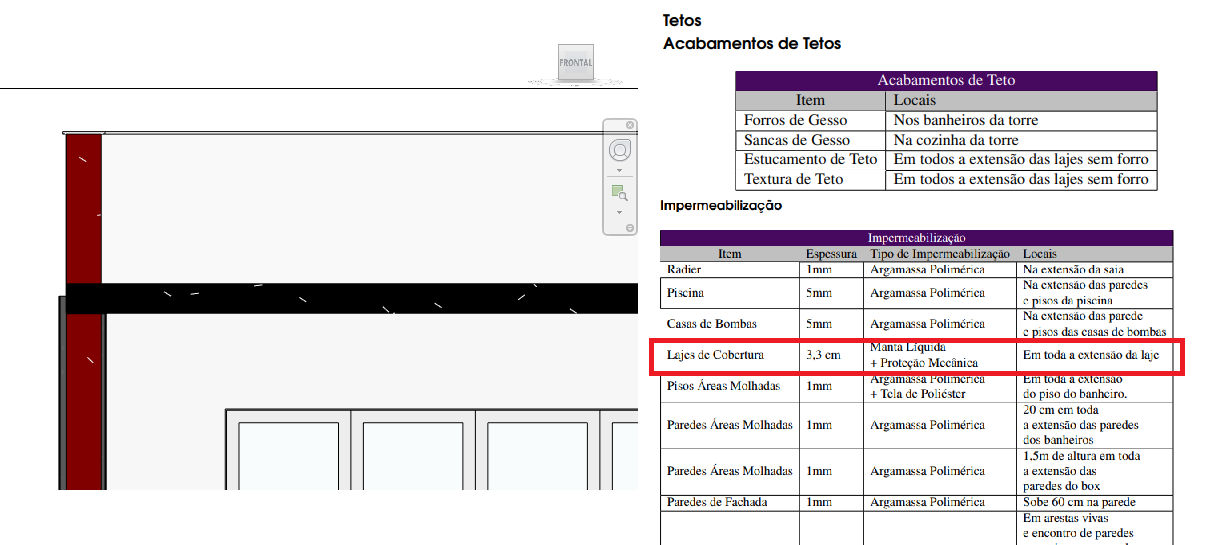 FRONTAL
Tetos
Acabamentos de Tetos
Acabamentos de Teto
Item Locais
Forros de Gesso Nos banheiros da torre
Sancas de Gesso Na cozinha da torre
Estucamento de Teto Em todos a extensão das lajes sem forro
Textura de Teto Em todos a extensão das lajes sem forro
Impermeabilização
Impermeabilização
Item Espessura Tipo de Impermeabilização Locais
Radier 1mm Argamassa Polimérica Na extensão da saia
Piscina 5mm Argamassa Polimérica Na extensão das paredes
e pisos da piscina
Casas de Bombas 5mm Argamassa Polimérica Na extensão das parede
e pisos das casas de bombas
Lajes de Cobertura 3,3 cm Manta Líquida
+ Proteção Mecânica Em toda a extensão da laje
Pisos Áreas Molhadas 1mm Argamassa Polimérica
+ Tela de Poliéster Em toda a extensão
do piso do banheiro.
Paredes Áreas Molhadas 1mm Argamassa Polimérica 20 cm em toda
a extensão das paredes
dos banheiros
Paredes Áreas Molhadas 1mm Argamassa Polimérica 1,5m de altura em toda
a extensão das
paredes do box
Paredes de Fachada 1mm Argamassa Polimérica Sobe 60 cm na parede
Em arestas vivas
e encontro de paredes